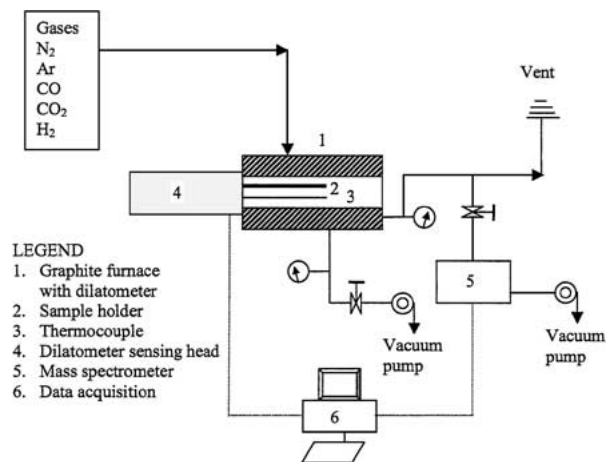 Gases
N₂
Ar
CO
CO₂
H₂
Vent
1
2
3
4
5
LEGEND
1. Graphite furnace
with dilatometer
2. Sample holder
3. Thermocouple
4. Dilatometer sensing head
5. Mass spectrometer
6. Data acquisition
Vacuum
pump
Vacuum
pump
6